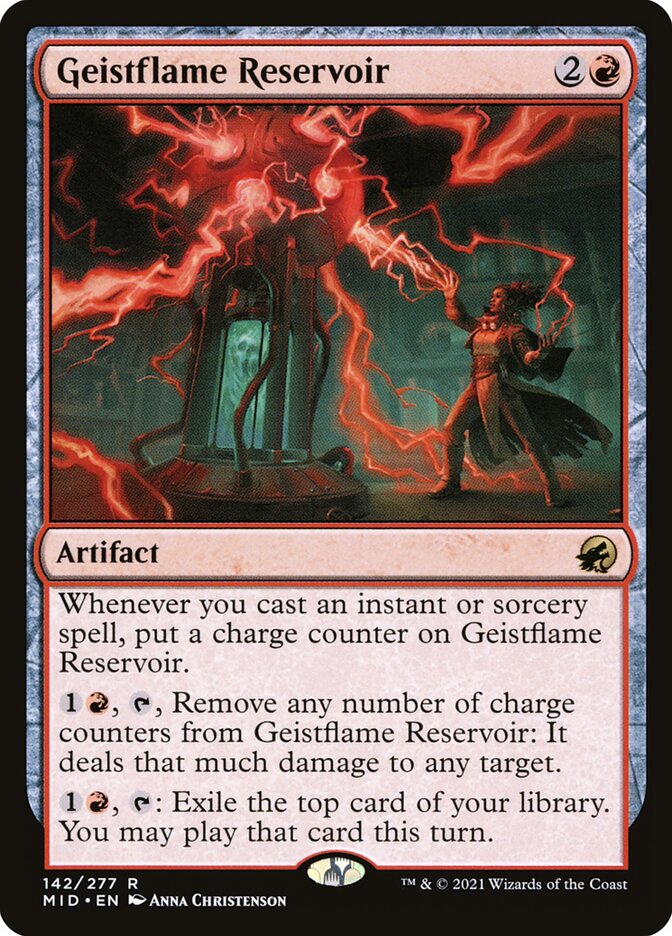 Geistflame Reservoir 2
Artifact
Whenever you cast an instant or sorcery
spell, put a charge counter on Geistflame
Reservoir.
1 , , Remove any number of charge
counters from Geistflame Reservoir: It
deals that much damage to any target.
1 , : Exile the top card of your library.
You may play that card this turn.
142/277 R
™ & © 2021 Wizards of the Coast
MID • EN Anna Christenson